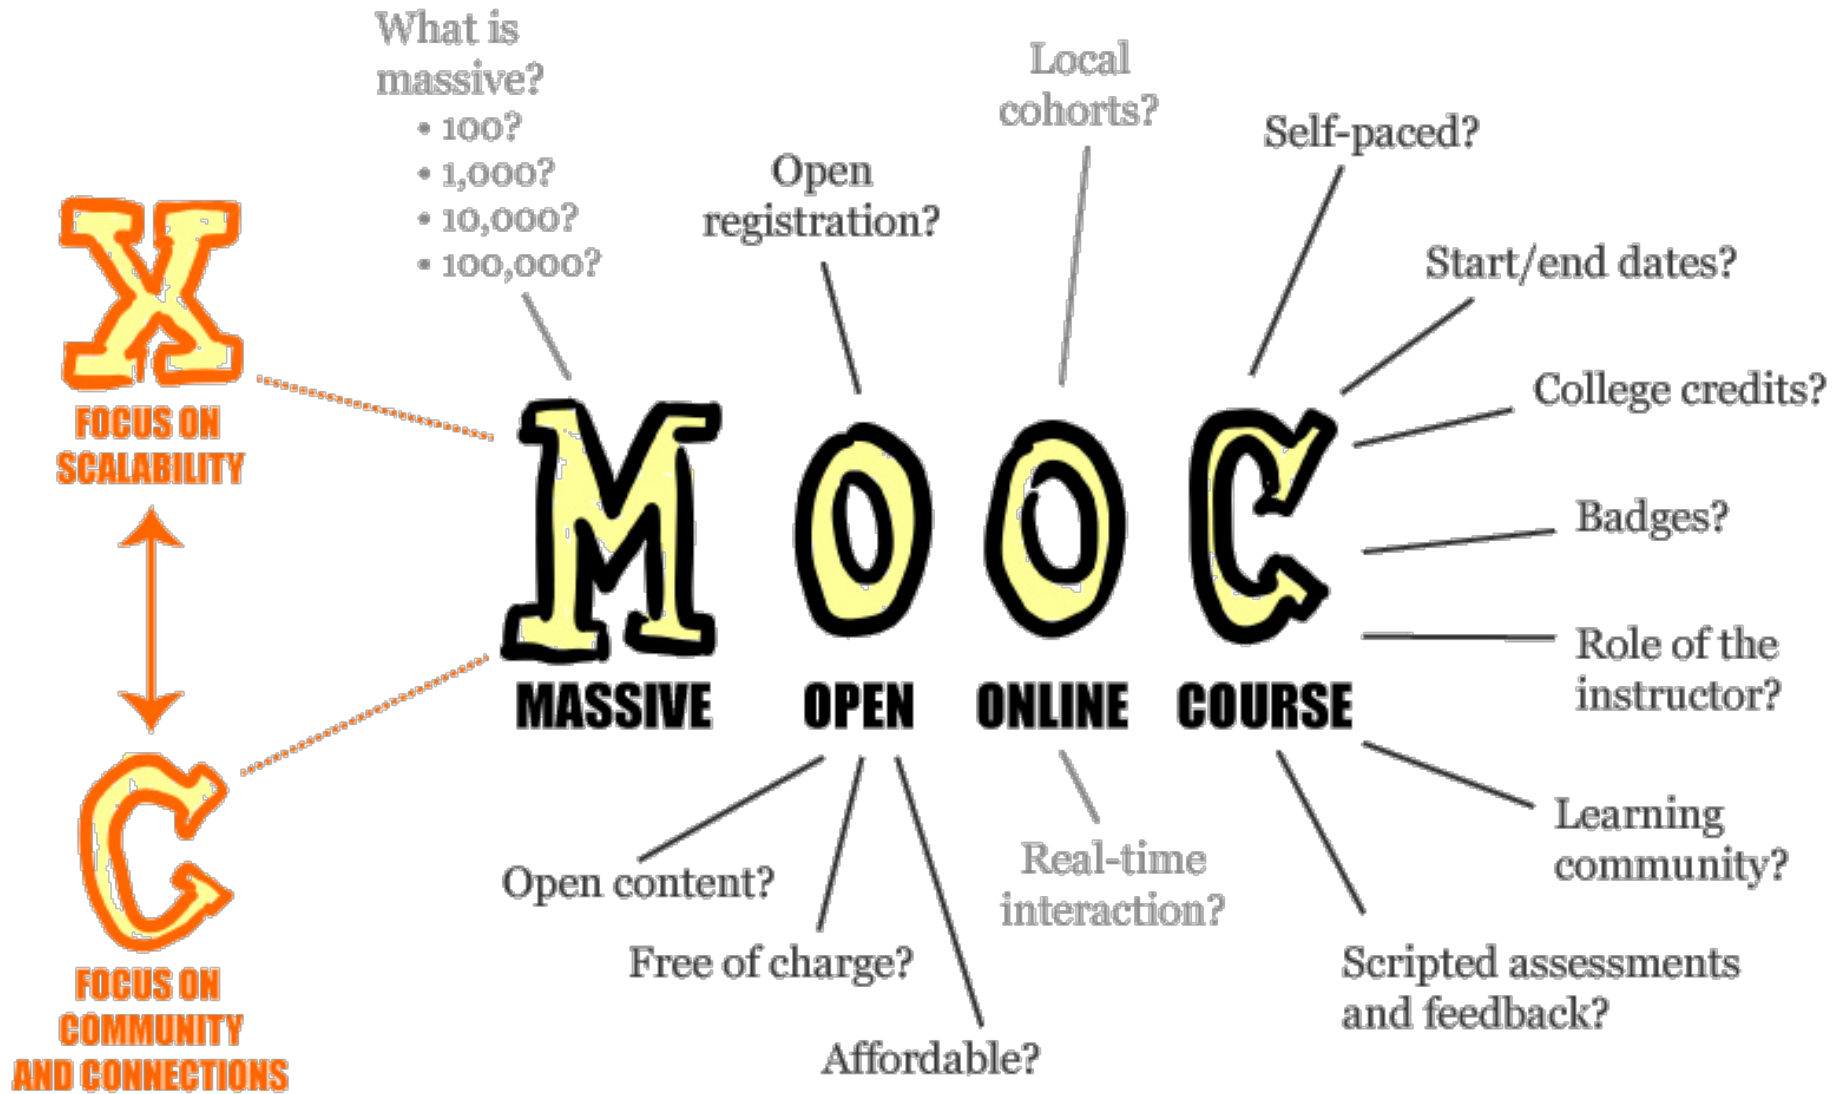 What is
massive?
• 100?
• 1,000?
• 10,000?
• 100,000?
Open
registration?
Local
cohorts?
Self-paced?
Start/end dates?
College credits?
Badges?
Role of the
instructor?
Learning
community?
Scripted assessments
and feedback?
X
FOCUS ON
SCALABILITY
C
FOCUS ON
COMMUNITY
AND CONNECTIONS
MOOC
MASSIVE OPEN ONLINE COURSE
Open content?
Free of charge?
Affordable?
Real-time
interaction?